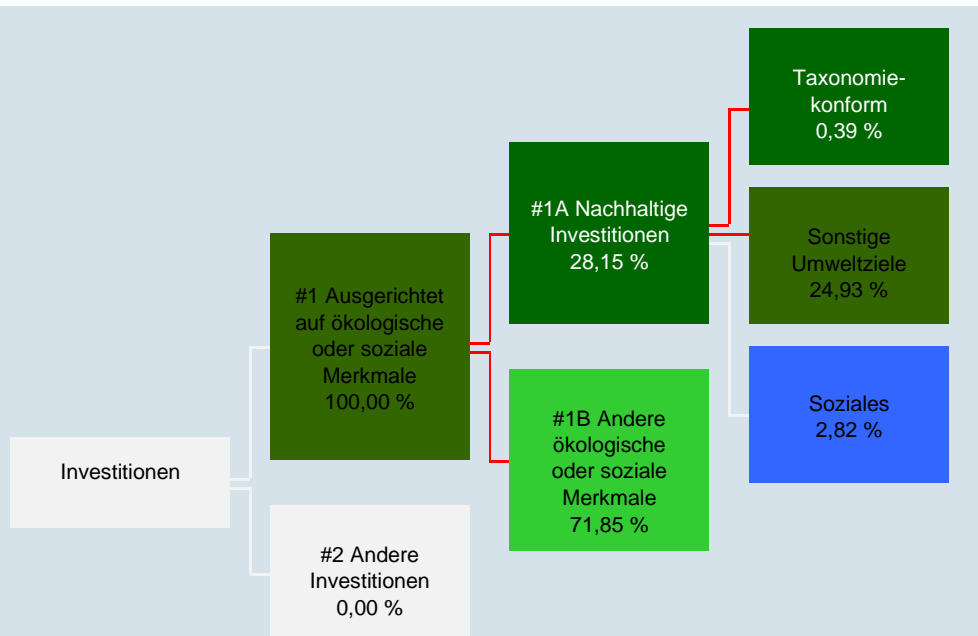 Investitionen
#1 Ausgerichtet
auf ökologische
oder soziale
Merkmale
100,00 %
#2 Andere
Investitionen
0,00 %
#1A Nachhaltige
Investitionen
28,15 %
#1B Andere
ökologische
oder soziale
Merkmale
71,85 %
Taxonomie-
konform
0,39 %
Sonstige
Umweltziele
24,93 %
Soziales
2,82 %